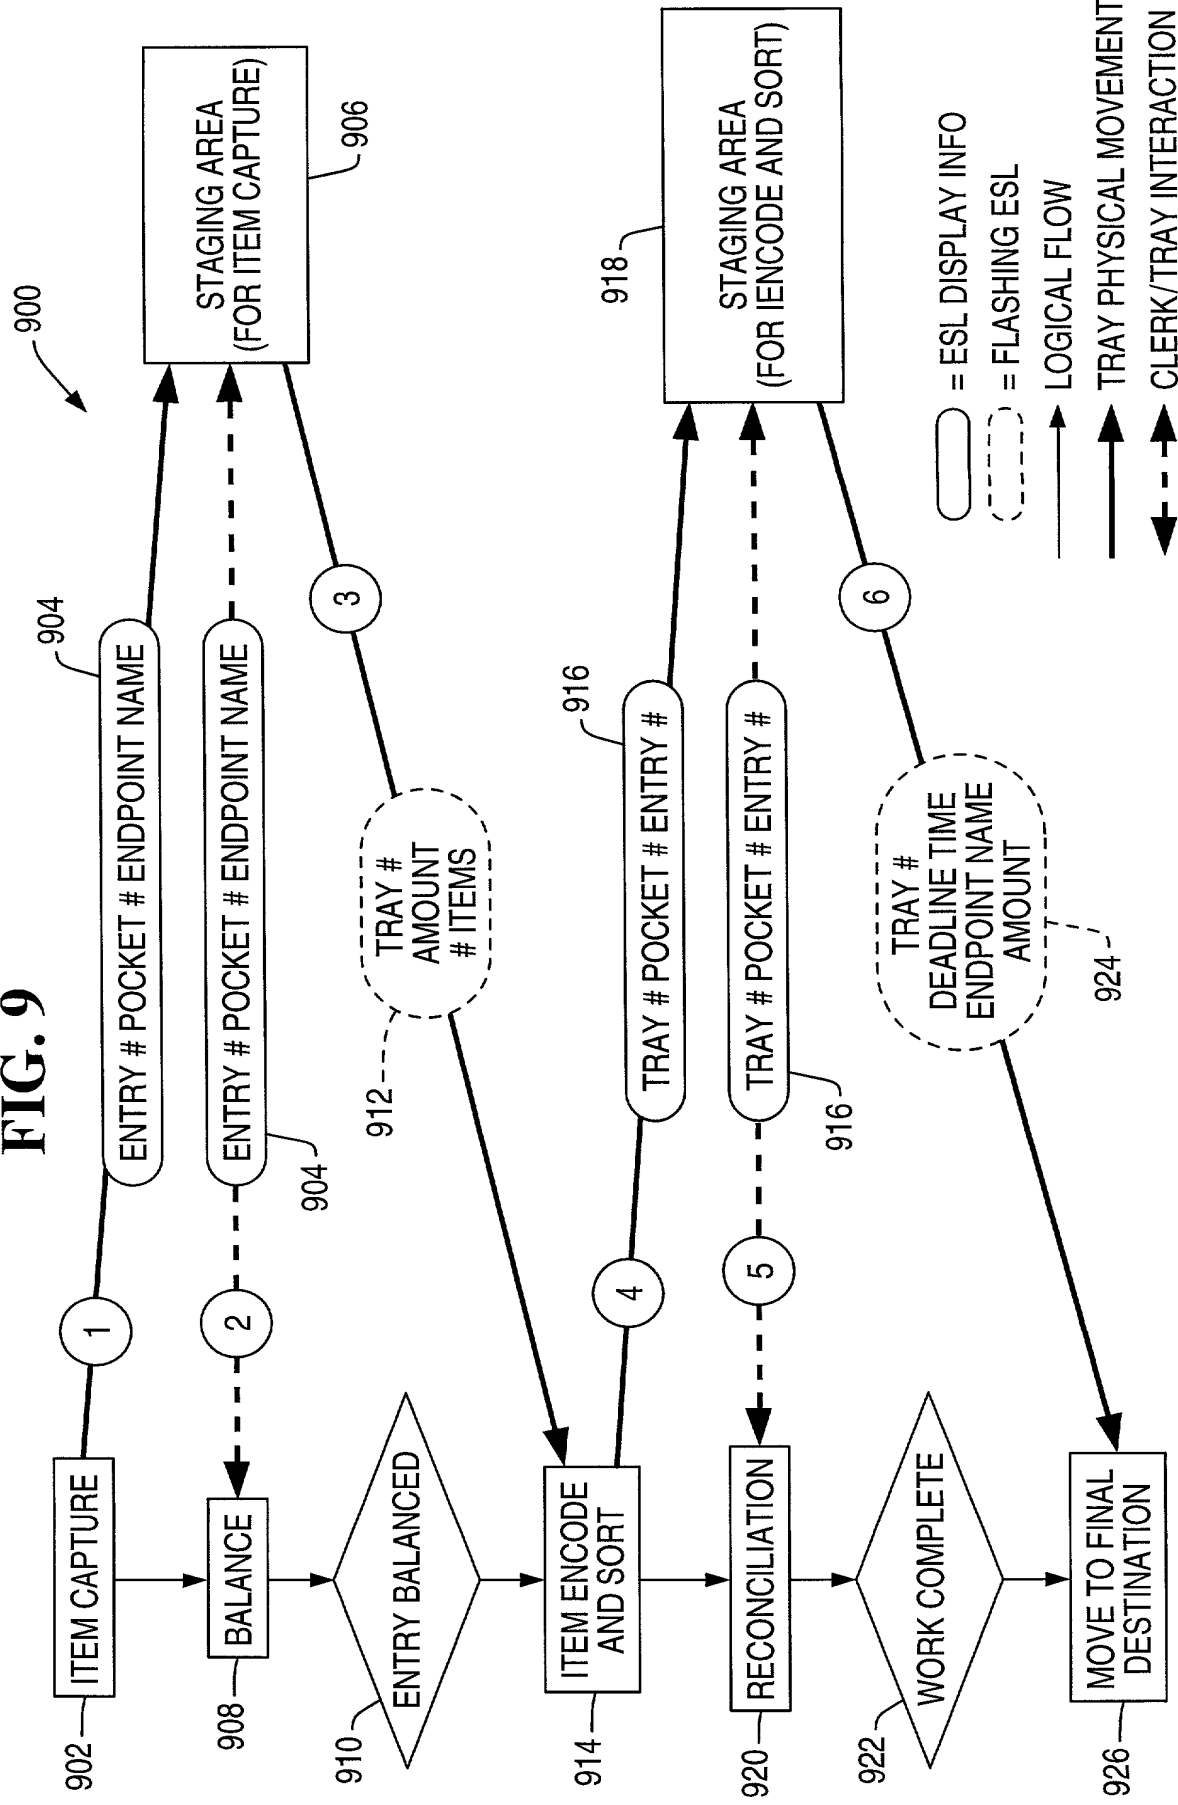 FIG. 9
900
ITEM CAPTURE
902
1
ENTRY # POCKET # ENDPOINT NAME
904
STAGING AREA
(FOR ITEM CAPTURE)
906
BALANCE
908
2
ENTRY # POCKET # ENDPOINT NAME
904
ENTRY BALANCED
910
3
TRAY #
AMOUNT
# ITEMS
912
ITEM ENCODE
AND SORT
914
4
TRAY # POCKET # ENTRY #
916
STAGING AREA
(FOR IENCODE AND SORT)
918
RECONCILIATION
920
5
TRAY # POCKET # ENTRY #
916
WORK COMPLETE
922
6
TRAY #
DEADLINE TIME
ENDPOINT NAME
AMOUNT
924
MOVE TO FINAL
DESTINATION
926
= ESL DISPLAY INFO
= FLASHING ESL
LOGICAL FLOW
TRAY PHYSICAL MOVEMENT
CLERK/TRAY INTERACTION